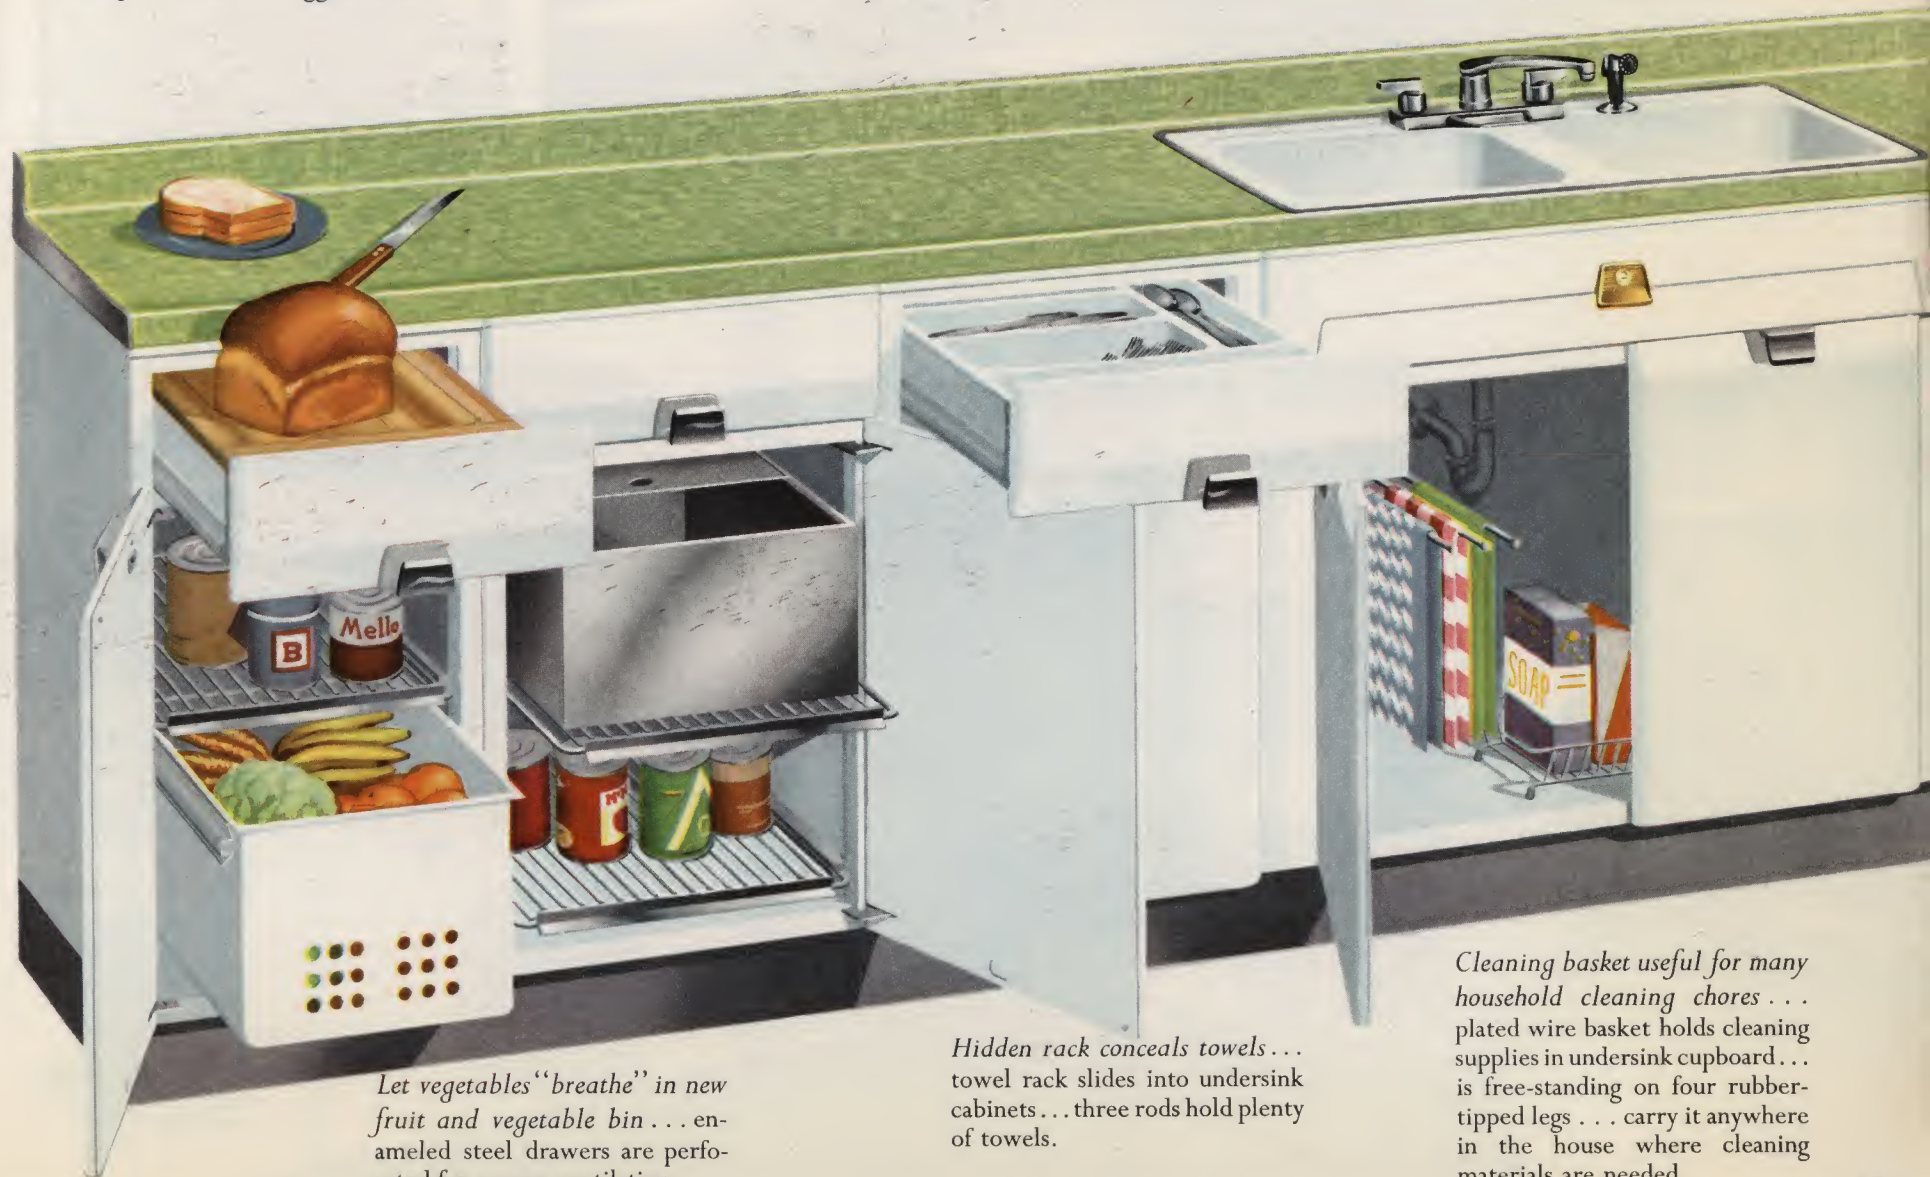 B
Mello
SOAP
Let vegetables “breathe” in new
fruit and vegetable bin . . . en-
ameled steel drawers are perfo-
Hidden rack conceals towels . . .
towel rack slides into undersink
cabinets . . . three rods hold plenty
of towels.
Cleaning basket useful for many
household cleaning chores . . .
plated wire basket holds cleaning
supplies in undersink cupboard . . .
is free-standing on four rubber-
tipped legs . . . carry it anywhere
in the house where cleaning
materials are needed